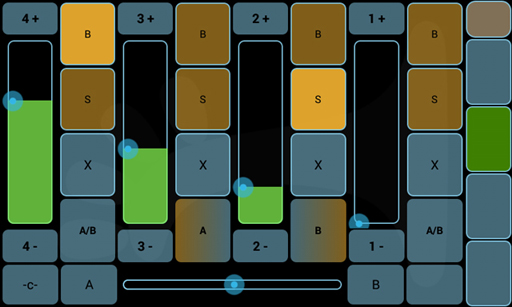 4 + B 3 + B 2 + B 1 + B
S S S S
X X X X
A/B A B A/B
4 - 3 - 2 - 1 -
-c- A B